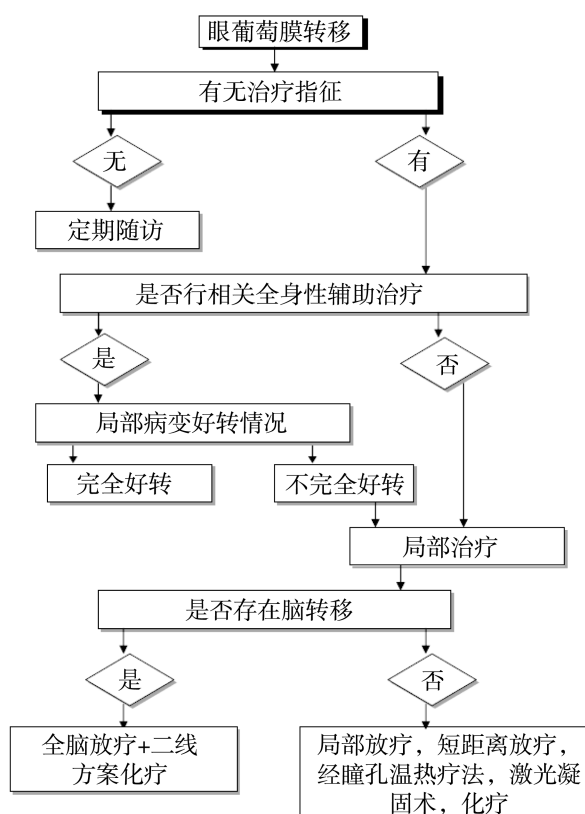 眼葡萄膜转移
有无治疗指征
无
有
定期随访
是否行相关全身性辅助治疗
是
否
局部病变好转情况
完全好转
不完全好转
局部治疗
是否存在脑转移
是
否
全脑放疗+二线
方案化疗
局部放疗，短距离放疗，
经瞳孔温热疗法，激光凝
固术，化疗